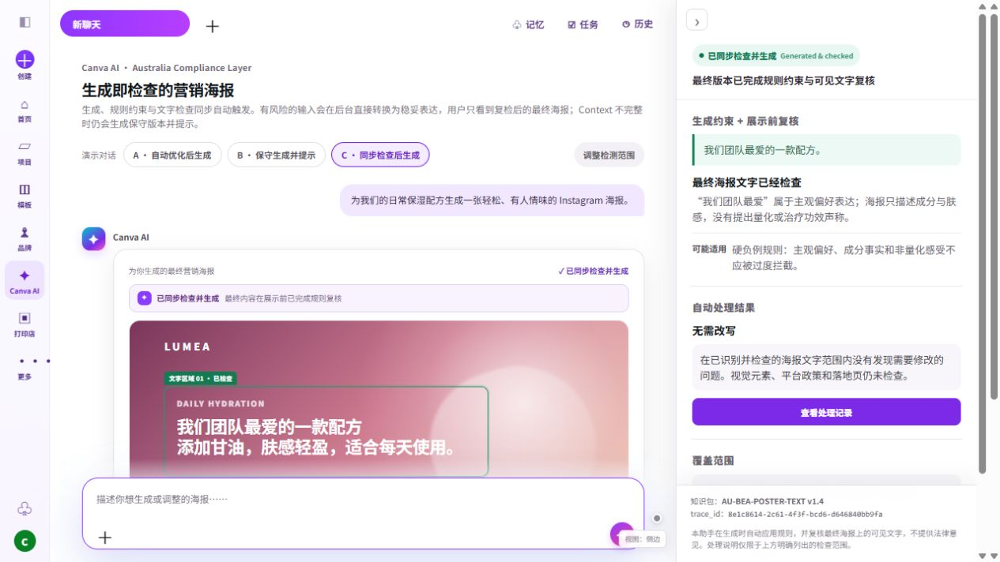 新聊天
记忆
任务
历史
创建
首页
项目
模板
品牌
Canva AI
打印店
更多
C
Canva AI • Australia Compliance Layer
生成即检查的营销海报
生成、规则约束与文字检查同步自动触发。有风险的输入会在后台直接转换为稳妥表达，用户只看到复检后的最终海报；Context 不完
整时仍会生成保守版本并提示。
演示对话
A • 自动优化后生成
B • 保守生成并提示
C • 同步检查后生成
调整检测范围
为我们的日常保湿配方生成一张轻松、有人情味的 Instagram 海报。
Canva AI
为你生成的最终营销海报
✓ 已同步检查并生成
已同步检查并生成 最终内容在展示前已完成规则复核
LUMEA
文字区域 01 • 已检查
DAILY HYDRATION
我们团队最爱的一款配方
添加甘油，肤感轻盈，适合每天使用。
描述你想生成或调整的海报……
视图：侧边
已同步检查并生成 Generated & checked
最终版本已完成规则约束与可见文字复核
生成约束 + 展示前复核
我们团队最爱的一款配方。
最终海报文字已经检查
“我们团队最爱”属于主观偏好表达；海报只描述成分与肤
感，没有提出量化或治疗功效声称。
可能适用 硬负例规则：主观偏好、成分事实和非量化感受不
应被过度拦截。
自动处理结果
无需改写
在已识别并检查的海报文字范围内没有发现需要修改的
问题。视觉元素、平台政策和落地页仍未检查。
查看处理记录
覆盖范围
知识包：AU-BEA-POSTER-TEXT v1.4
trace_id：8e1c8614-2c61-4f3f-bcd6-d646840bb9fa
本助手在生成时自动应用规则，并复核最终海报上的可见文字，不提供法律意
见。处理说明仅限于上方明确列出的检查范围。